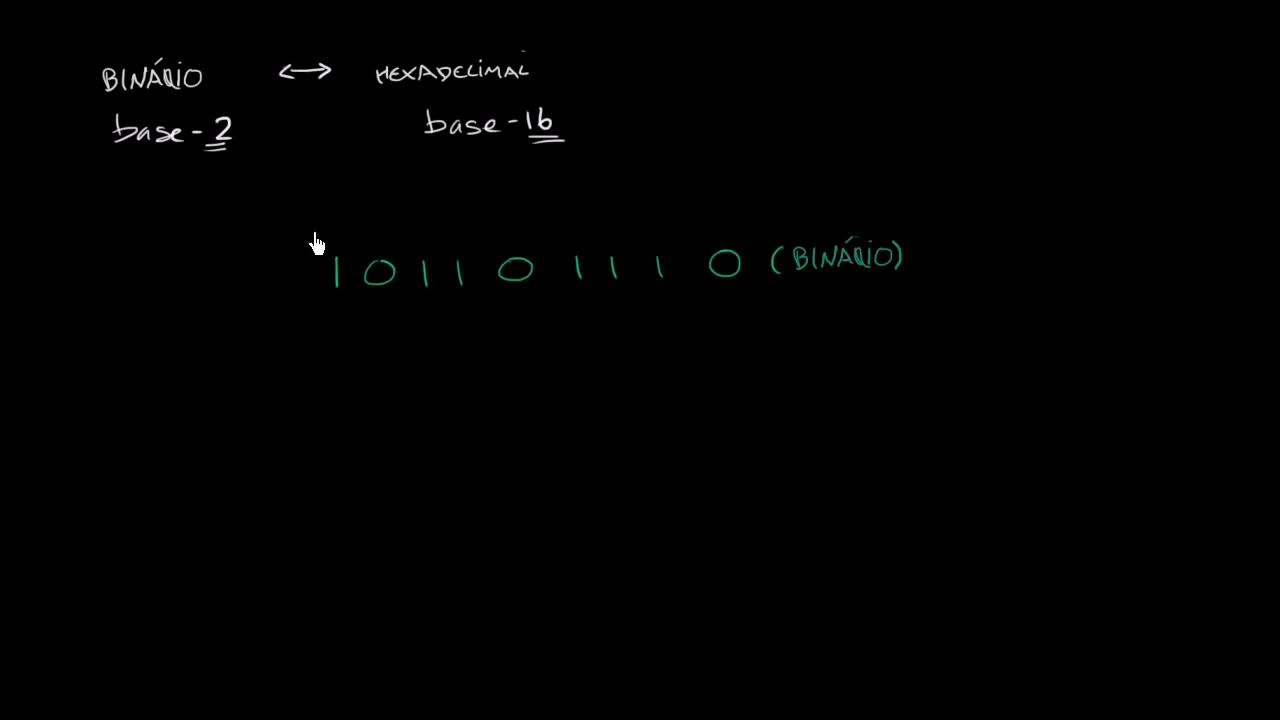 BINÁRIO ↔ HEXADECIMAL
base-2 base-16
1 0 1 1 0 1 1 1 0 (BINÁRIO)